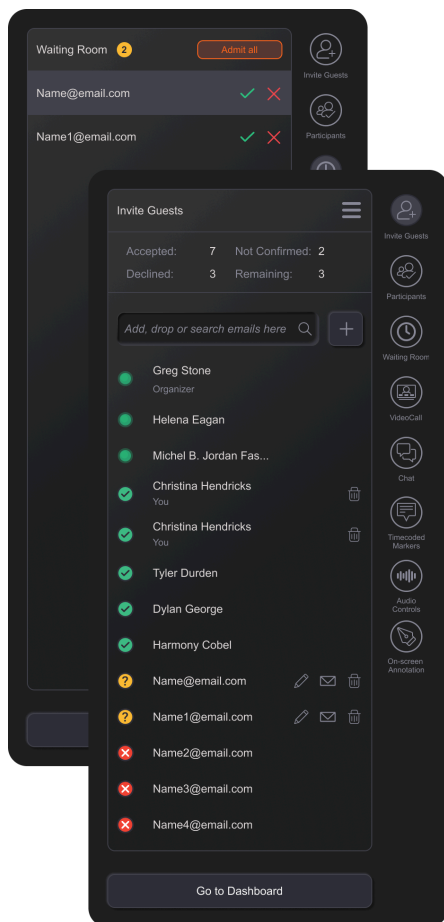 Waiting Room 2
Admit all
Name@email.com
Name1@email.com
Invite Guests
Participants
Invite Guests
Accepted: 7 Not Confirmed: 2
Declined: 3 Remaining: 3
Add, drop or search emails here
Greg Stone
Organizer
Helena Eagan
Michel B. Jordan Fas...
Christina Hendricks
You
Christina Hendricks
You
Tyler Durden
Dylan George
Harmony Cobel
? Name@email.com
? Name1@email.com
Name2@email.com
Name3@email.com
Name4@email.com
Go to Dashboard
Invite Guests
Participants
Waiting Room
VideoCall
Chat
Timecoded
Markers
Audio
Controls
On-screen
Annotation